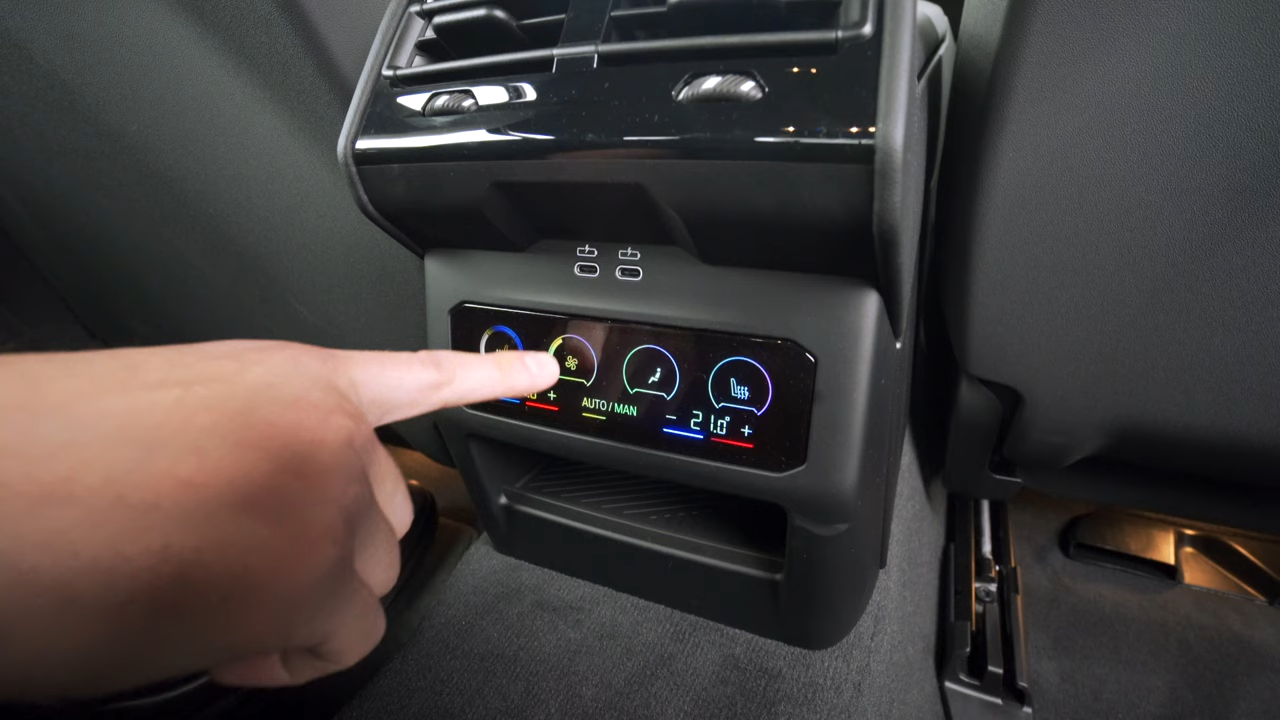 +
AUTO / MAN
− 21.0° +